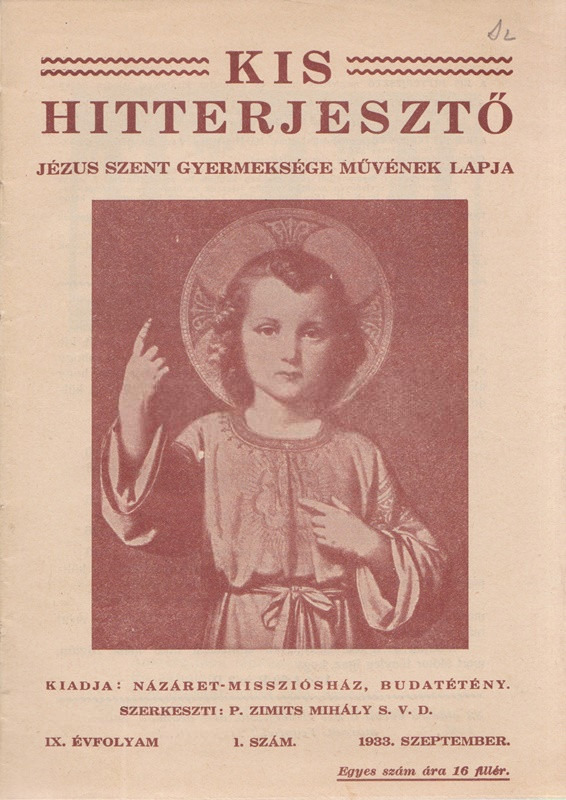 KIS
HITTERJESZTŐ
JÉZUS SZENT GYERMEKSÉGE MŰVÉNEK LAPJA
KIADJA: NÁZÁRET-MISSZIÓSHÁZ, BUDATÉTÉNY.
SZERKESZTI: P. ZIMITS MIHÁLY S. V. D.
IX. ÉVFOLYAM 1. SZÁM. 1933. SZEPTEMBER.
Egyes szám ára 16 fillér.